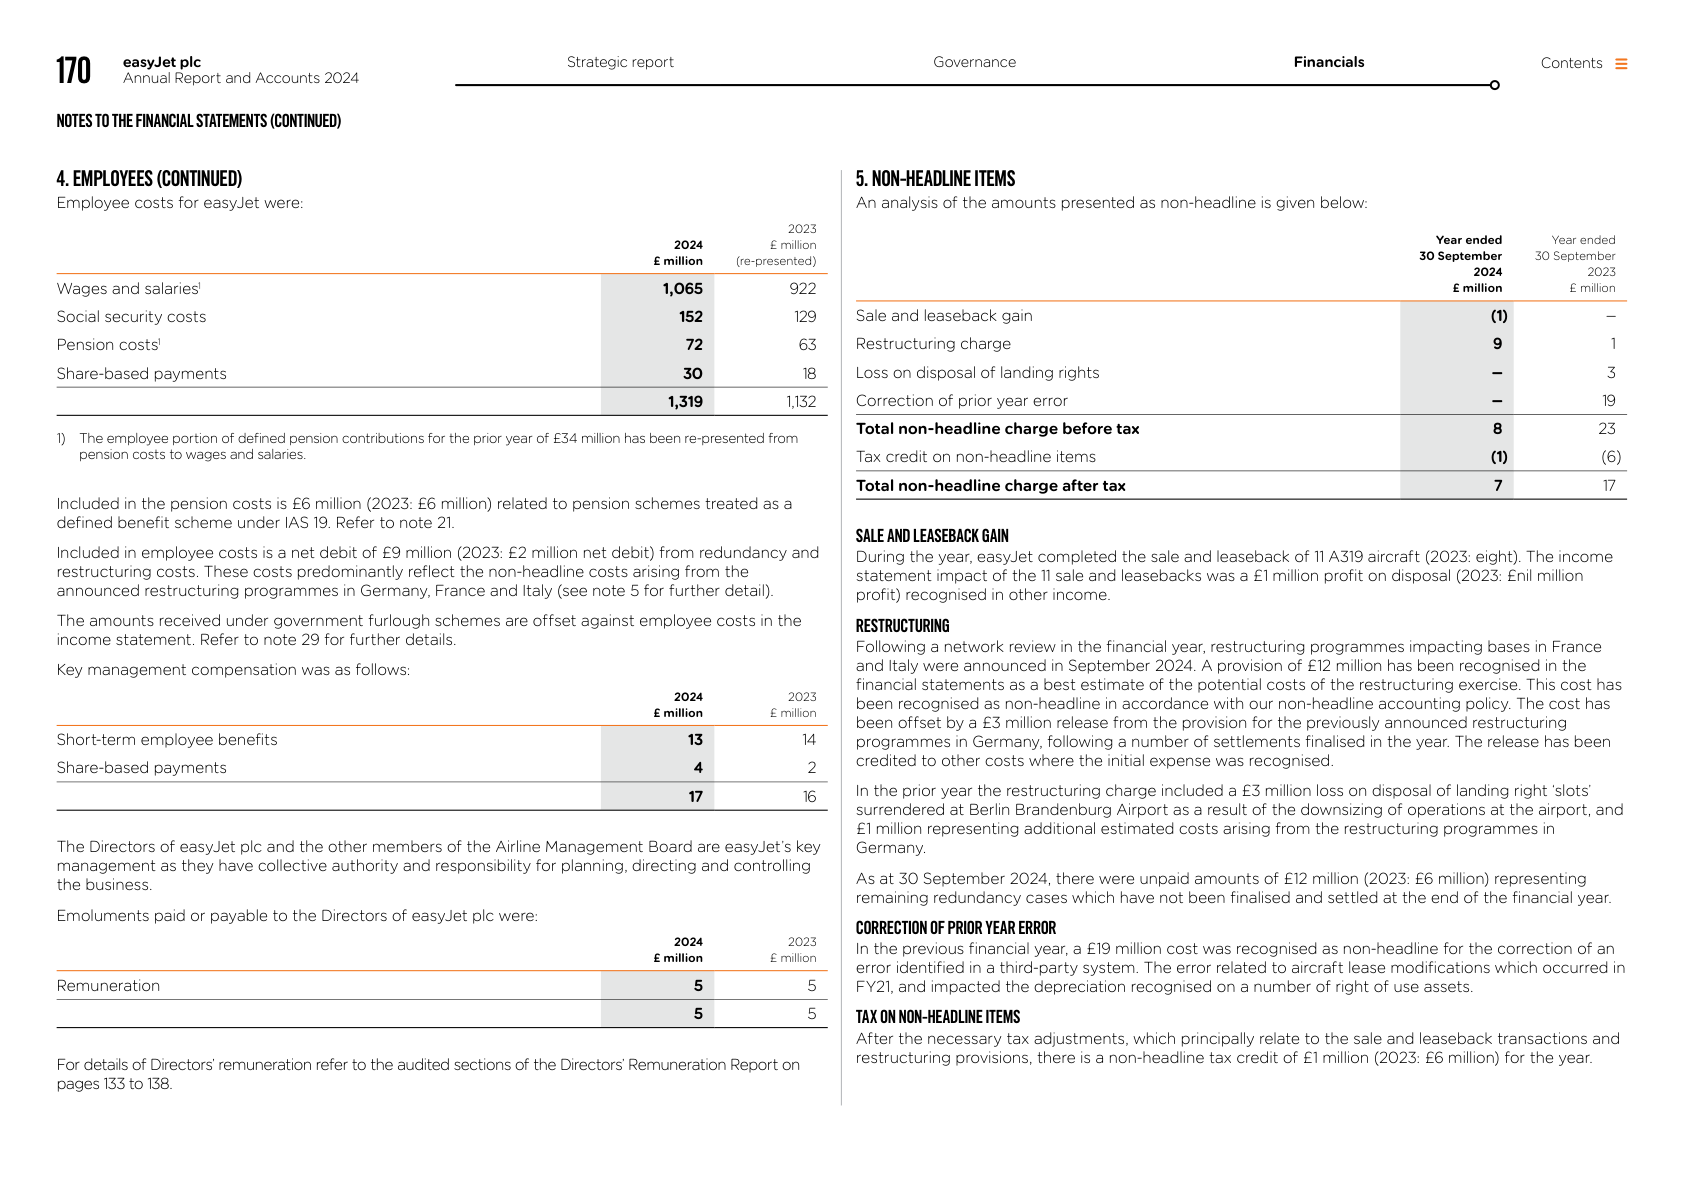 170
easyJet plc
Annual Report and Accounts 2024
Strategic report
Governance
Financials
Contents
NOTES TO THE FINANCIAL STATEMENTS (CONTINUED)
4. EMPLOYEES (CONTINUED)
Employee costs for easyJet were:
2024 £ million 2023 £ million (re-presented)
Wages and salaries1 1,065 922
Social security costs 152 129
Pension costs1 72 63
Share-based payments 30 18
1,319 1,132
1) The employee portion of defined pension contributions for the prior year of £34 million has been re-presented from
pension costs to wages and salaries.
Included in the pension costs is £6 million (2023: £6 million) related to pension schemes treated as a
defined benefit scheme under IAS 19. Refer to note 21.
Included in employee costs is a net debit of £9 million (2023: £2 million net debit) from redundancy and
restructuring costs. These costs predominantly reflect the non-headline costs arising from the
announced restructuring programmes in Germany, France and Italy (see note 5 for further detail).
The amounts received under government furlough schemes are offset against employee costs in the
income statement. Refer to note 29 for further details.
Key management compensation was as follows:
2024 £ million 2023 £ million
Short-term employee benefits 13 14
Share-based payments 4 2
17 16
The Directors of easyJet plc and the other members of the Airline Management Board are easyJet's key
management as they have collective authority and responsibility for planning, directing and controlling
the business.
Emoluments paid or payable to the Directors of easyJet plc were:
2024 £ million 2023 £ million
Remuneration 5 5
5 5
For details of Directors' remuneration refer to the audited sections of the Directors' Remuneration Report on
pages 133 to 138.
5. NON-HEADLINE ITEMS
An analysis of the amounts presented as non-headline is given below:
Year ended 30 September 2024 £ million Year ended 30 September 2023 £ million
Sale and leaseback gain (1) –
Restructuring charge 9 1
Loss on disposal of landing rights – 3
Correction of prior year error – 19
Total non-headline charge before tax 8 23
Tax credit on non-headline items (1) (6)
Total non-headline charge after tax 7 17
SALE AND LEASEBACK GAIN
During the year, easyJet completed the sale and leaseback of 11 A319 aircraft (2023: eight). The income
statement impact of the 11 sale and leasebacks was a £1 million profit on disposal (2023: £nil million
profit) recognised in other income.
RESTRUCTURING
Following a network review in the financial year, restructuring programmes impacting bases in France
and Italy were announced in September 2024. A provision of £12 million has been recognised in the
financial statements as a best estimate of the potential costs of the restructuring exercise. This cost has
been recognised as non-headline in accordance with our non-headline accounting policy. The cost has
been offset by a £3 million release from the provision for the previously announced restructuring
programmes in Germany, following a number of settlements finalised in the year. The release has been
credited to other costs where the initial expense was recognised.
In the prior year the restructuring charge included a £3 million loss on disposal of landing right 'slots'
surrendered at Berlin Brandenburg Airport as a result of the downsizing of operations at the airport, and
£1 million representing additional estimated costs arising from the restructuring programmes in
Germany.
As at 30 September 2024, there were unpaid amounts of £12 million (2023: £6 million) representing
remaining redundancy cases which have not been finalised and settled at the end of the financial year.
CORRECTION OF PRIOR YEAR ERROR
In the previous financial year, a £19 million cost was recognised as non-headline for the correction of an
error identified in a third-party system. The error related to aircraft lease modifications which occurred in
FY21, and impacted the depreciation recognised on a number of right of use assets.
TAX ON NON-HEADLINE ITEMS
After the necessary tax adjustments, which principally relate to the sale and leaseback transactions and
restructuring provisions, there is a non-headline tax credit of £1 million (2023: £6 million) for the year.